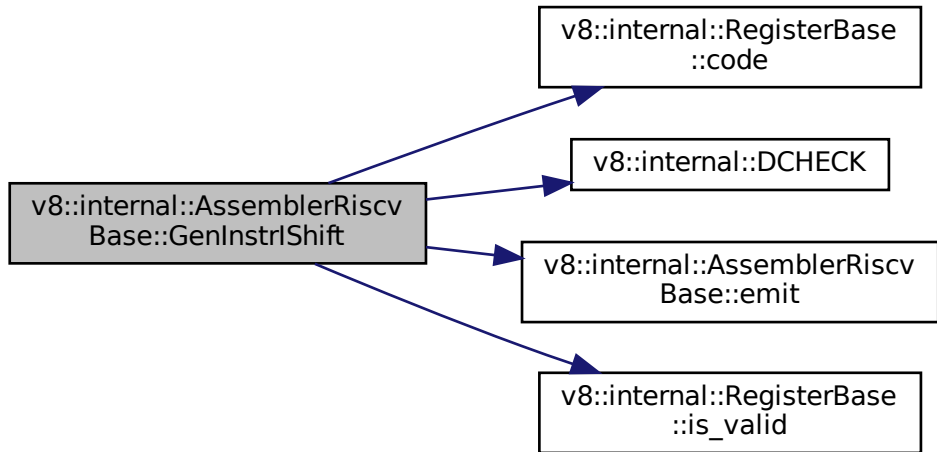 v8::internal::RegisterBase
::code
v8::internal::DCHECK
v8::internal::AssemblerRiscv
Base::GenInstrIShift
v8::internal::AssemblerRiscv
Base::emit
v8::internal::RegisterBase
::is_valid